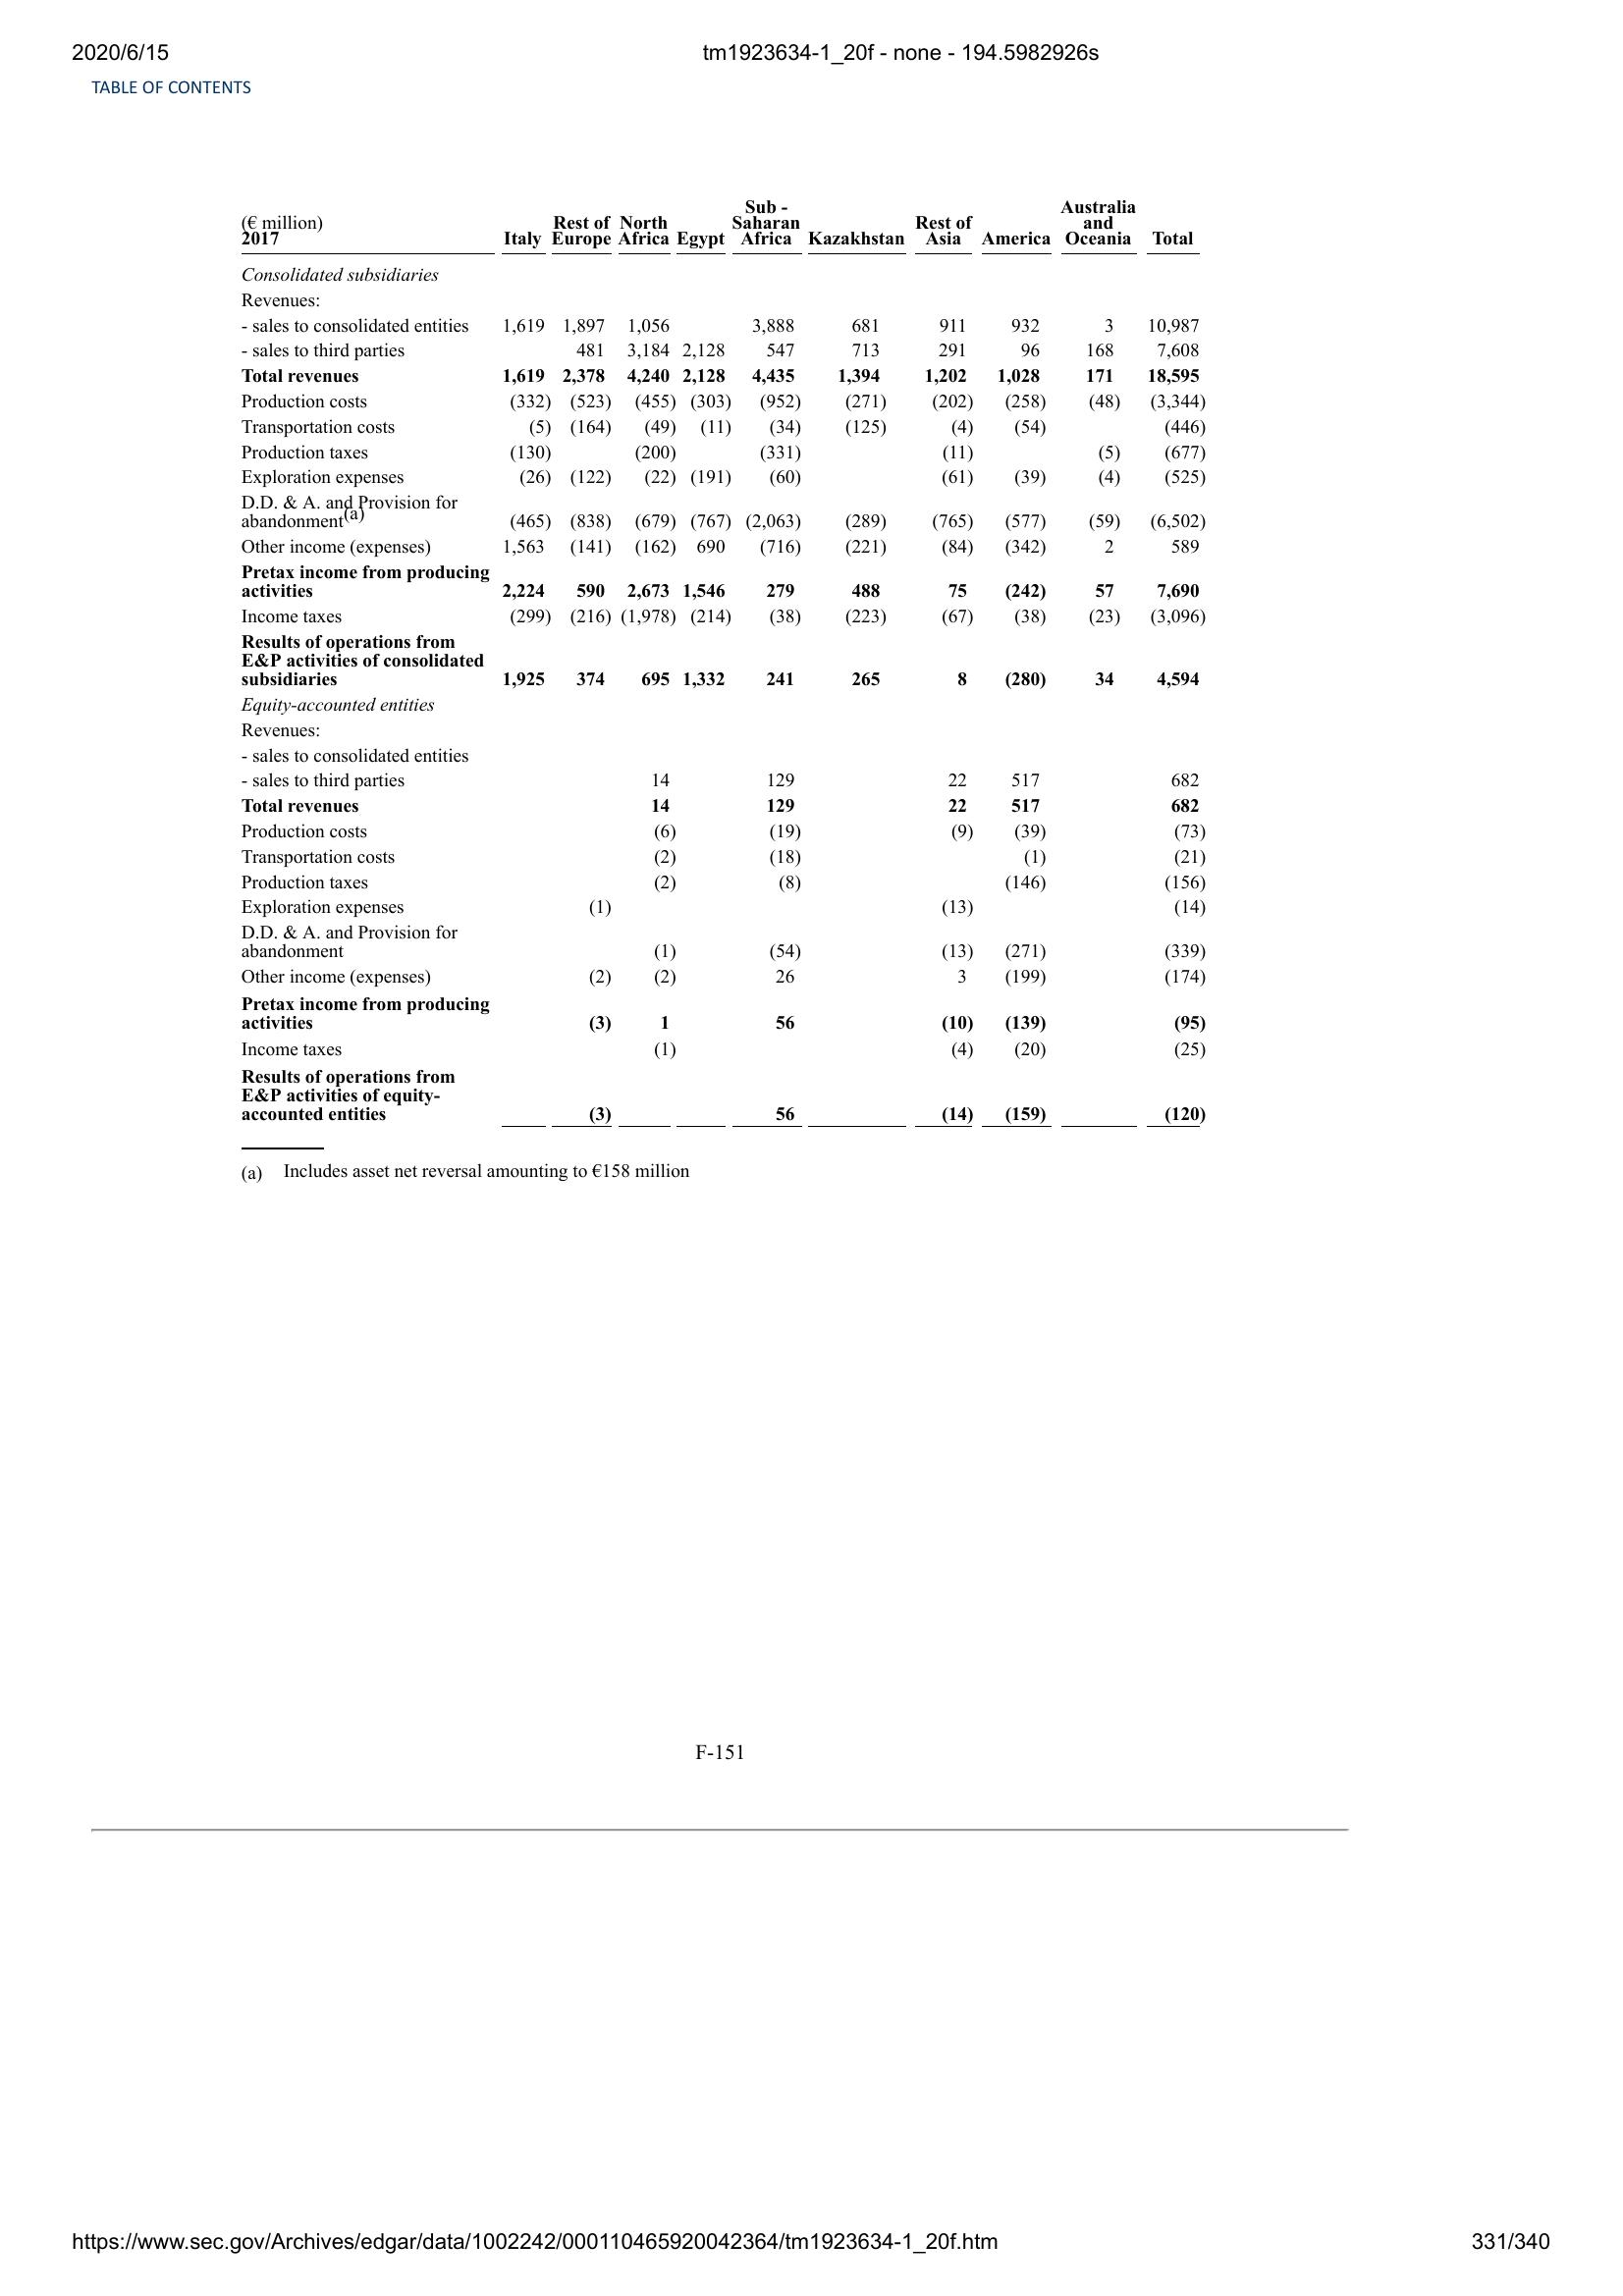 2020/6/15 tm1923634-1_20f - none - 194.5982926s
TABLE OF CONTENTS
(€ million)
2017 Italy Rest of Europe North Africa Egypt Sub - Saharan Africa Kazakhstan Rest of Asia America Australia and Oceania Total
Consolidated subsidiaries
Revenues:
- sales to consolidated entities 1,619 1,897 1,056 3,888 681 911 932 3 10,987
- sales to third parties 481 3,184 2,128 547 713 291 96 168 7,608
Total revenues 1,619 2,378 4,240 2,128 4,435 1,394 1,202 1,028 171 18,595
Production costs (332) (523) (455) (303) (952) (271) (202) (258) (48) (3,344)
Transportation costs (5) (164) (49) (11) (34) (125) (4) (54) (446)
Production taxes (130) (200) (331) (11) (5) (677)
Exploration expenses (26) (122) (22) (191) (60) (61) (39) (4) (525)
D.D. & A. and Provision for
abandonment(a) (465) (838) (679) (767) (2,063) (289) (765) (577) (59) (6,502)
Other income (expenses) 1,563 (141) (162) 690 (716) (221) (84) (342) 2 589
Pretax income from producing
activities 2,224 590 2,673 1,546 279 488 75 (242) 57 7,690
Income taxes (299) (216) (1,978) (214) (38) (223) (67) (38) (23) (3,096)
Results of operations from
E&P activities of consolidated
subsidiaries 1,925 374 695 1,332 241 265 8 (280) 34 4,594
Equity-accounted entities
Revenues:
- sales to consolidated entities
- sales to third parties 14 129 22 517 682
Total revenues 14 129 22 517 682
Production costs (6) (19) (9) (39) (73)
Transportation costs (2) (18) (1) (21)
Production taxes (2) (8) (146) (156)
Exploration expenses (1) (13) (14)
D.D. & A. and Provision for
abandonment (1) (54) (13) (271) (339)
Other income (expenses) (2) (2) 26 3 (199) (174)
Pretax income from producing
activities (3) 1 56 (10) (139) (95)
Income taxes (1) (4) (20) (25)
Results of operations from
E&P activities of equity-
accounted entities (3) 56 (14) (159) (120)
(a) Includes asset net reversal amounting to €158 million
F-151
https://www.sec.gov/Archives/edgar/data/1002242/000110465920042364/tm1923634-1_20f.htm 331/340